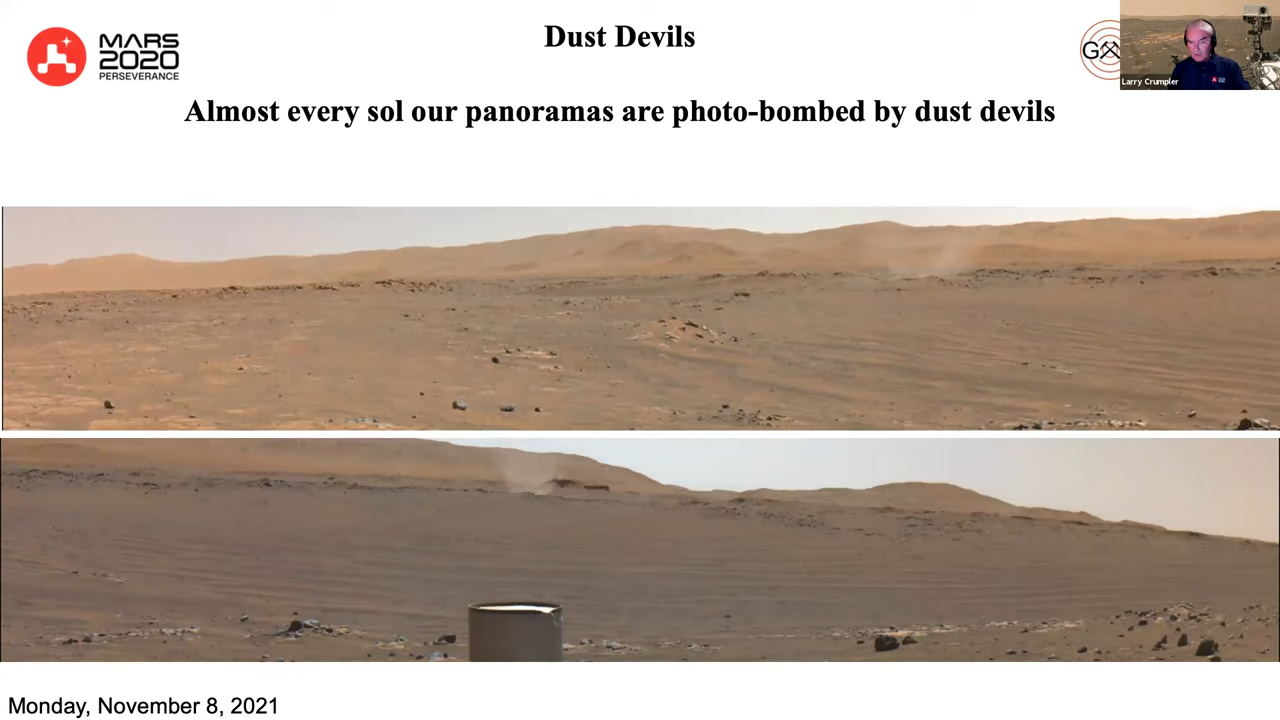 Dust Devils
MARS
2020
PERSEVERANCE
G
Larry Crumpler
Almost every sol our panoramas are photo-bombed by dust devils
Monday, November 8, 2021